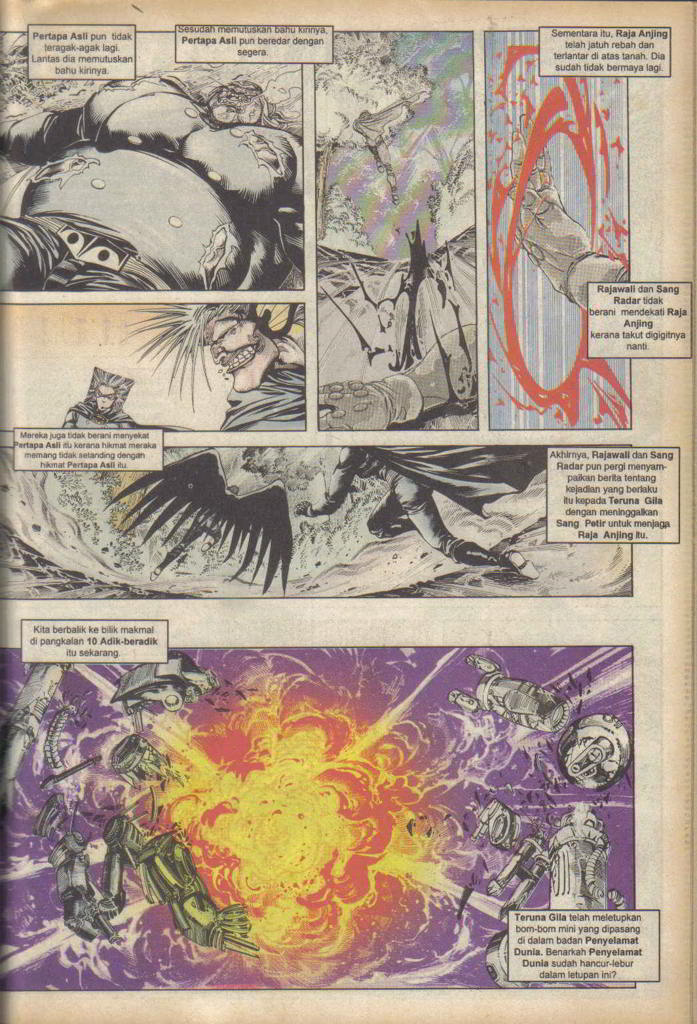 Pertapa Asli pun tidak
teragak-agak lagi.
Lantas dia memutuskan
bahu kirinya.
Sesudah memutuskan bahu kirinya,
Pertapa Asli pun beredar dengan
segera.
Sementara itu, Raja Anjing
telah jatuh rebah dan
terlantar di atas tanah. Dia
sudah tidak bermaya lagi.
Rajawali dan Sang
Radar tidak
berani mendekati Raja
Anjing
kerana takut digigitnya
nanti.
Mereka juga tidak berani menyekat
Pertapa Asli itu kerana hikmat meraka
memang tidak setanding dengan
hikmat Pertapa Asli itu.
Akhirnya, Rajawali dan Sang
Radar pun pergi menyam-
paikan berita tentang
kejadian yang berlaku
itu kepada Teruna Gila
dengan meninggalkan
Sang Petir untuk menjaga
Raja Anjing itu.
Kita berbalik ke bilik makmal
di pangkalan 10 Adik-beradik
itu sekarang.
Teruna Gila telah meletupkan
bom-bom mini yang dipasang
di dalam badan Penyelamat
Dunia. Benarkah Penyelamat
Dunia sudah hancur-lebur
dalam letupan ini?